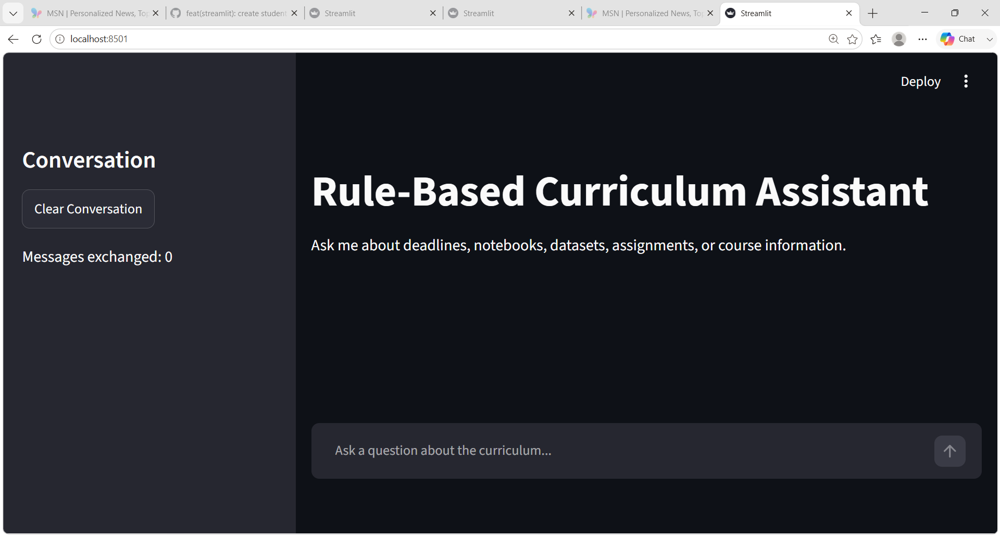 MSN | Personalized News, Top
feat(streamlit): create student
Streamlit
Streamlit
MSN | Personalized News, Top
Streamlit
localhost:8501
Chat
Deploy
Conversation
Clear Conversation
Messages exchanged: 0
Rule-Based Curriculum Assistant
Ask me about deadlines, notebooks, datasets, assignments, or course information.
Ask a question about the curriculum...